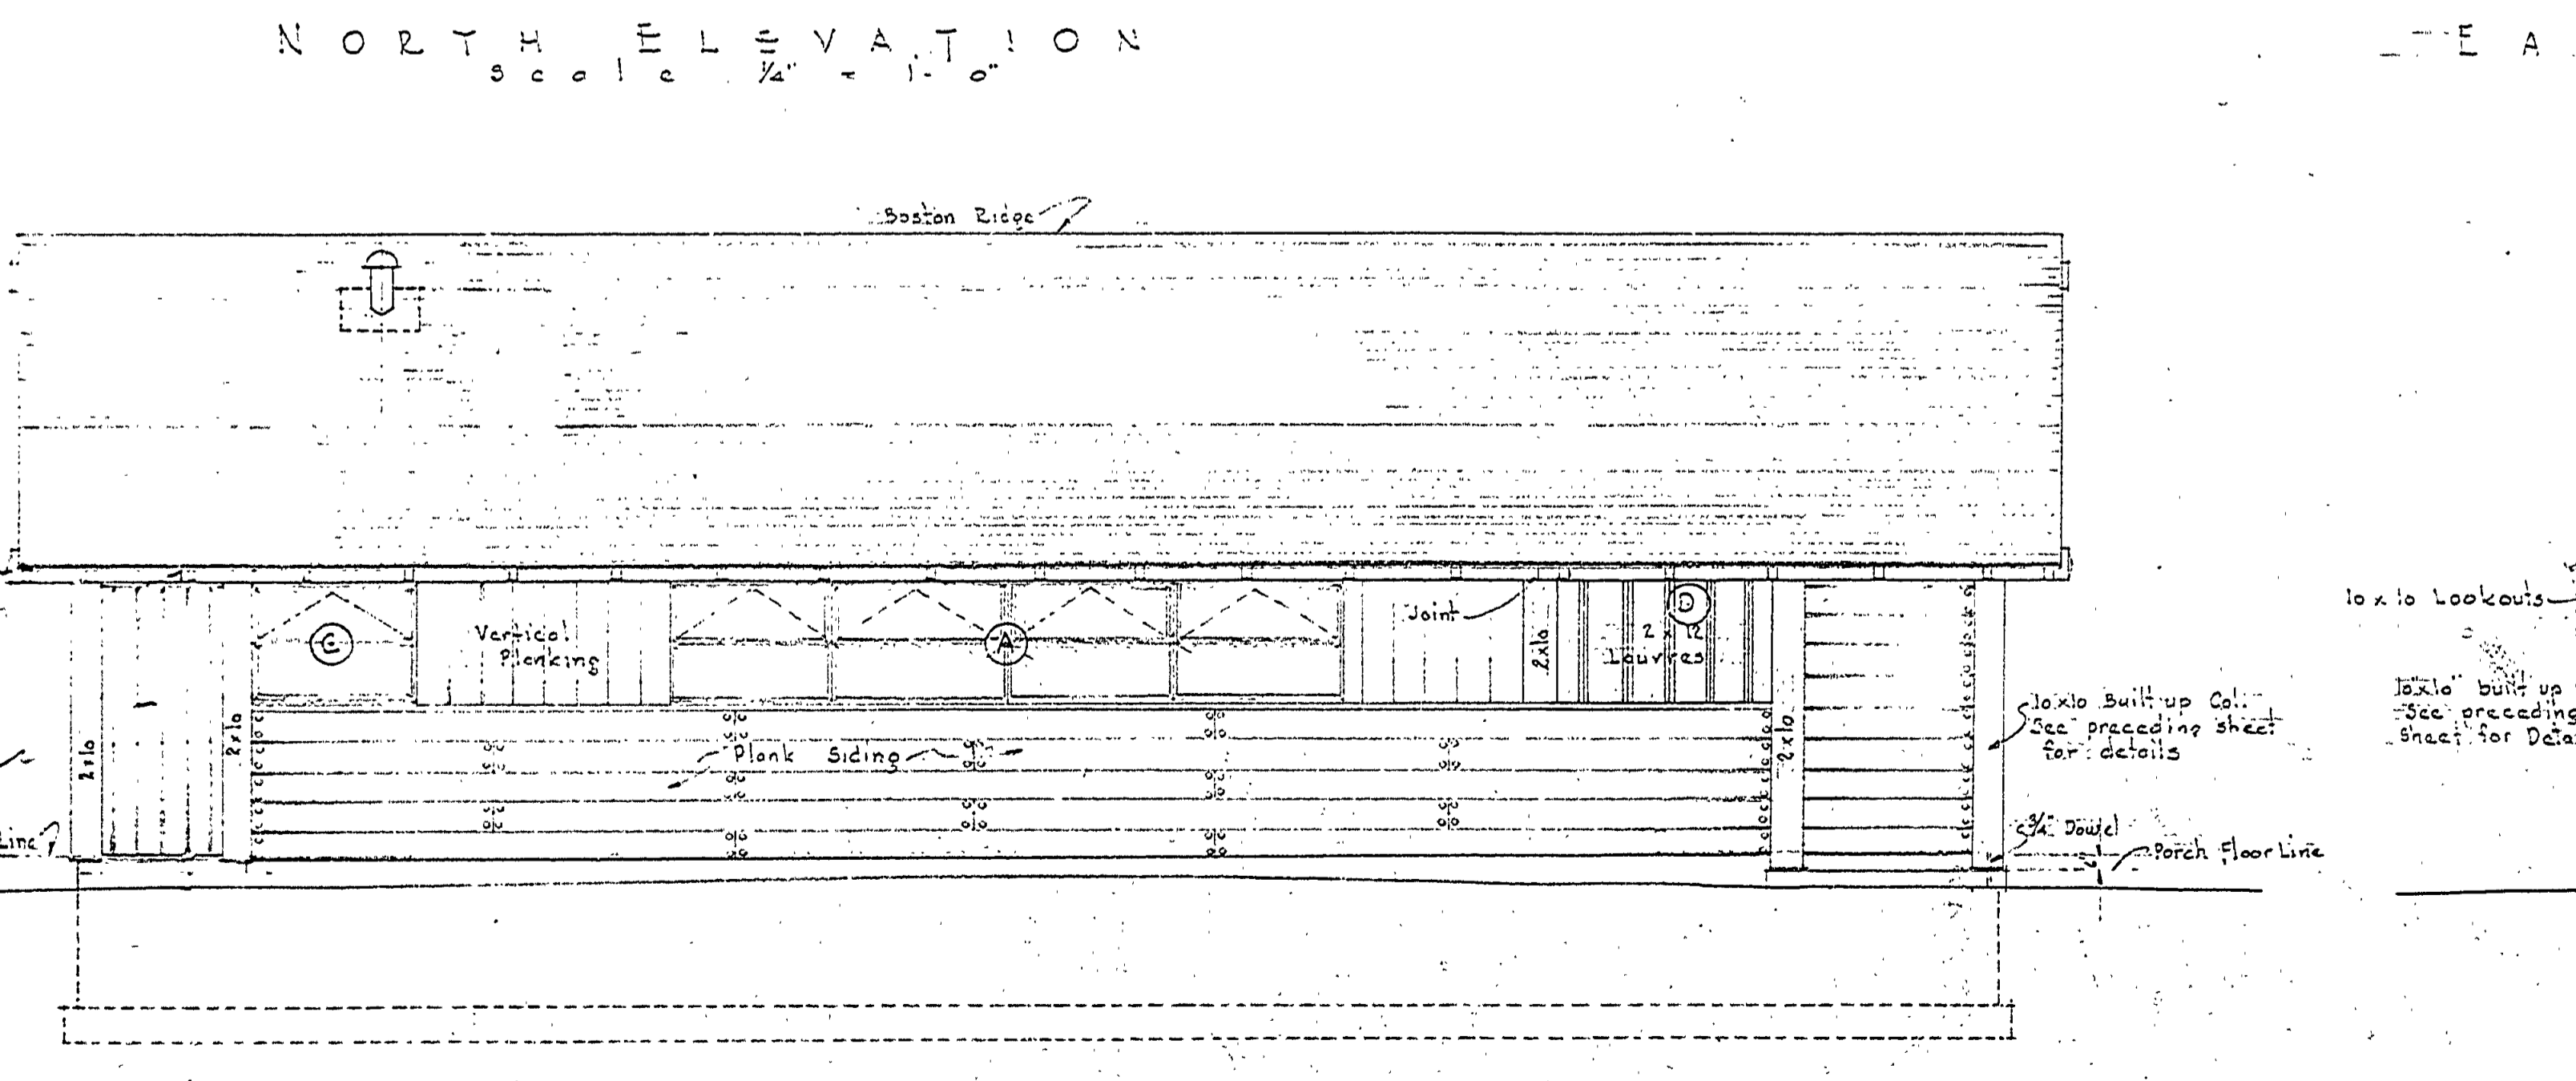 NORTH ELEVATION
Scale 1/4" = 1'-0"
EA
Boston Ridge
C
Vertical
Planking
A
Joint
2x10
D
2 x 12
Louvres
10 x 10 Lookouts
2x10
2x10
Plank Siding
2x10
10x10 Built up Col.
See preceding sheet
for details
10x10" built up
See preceding
Sheet for Deta
Line
3/4" Dowel
Porch Floor Line